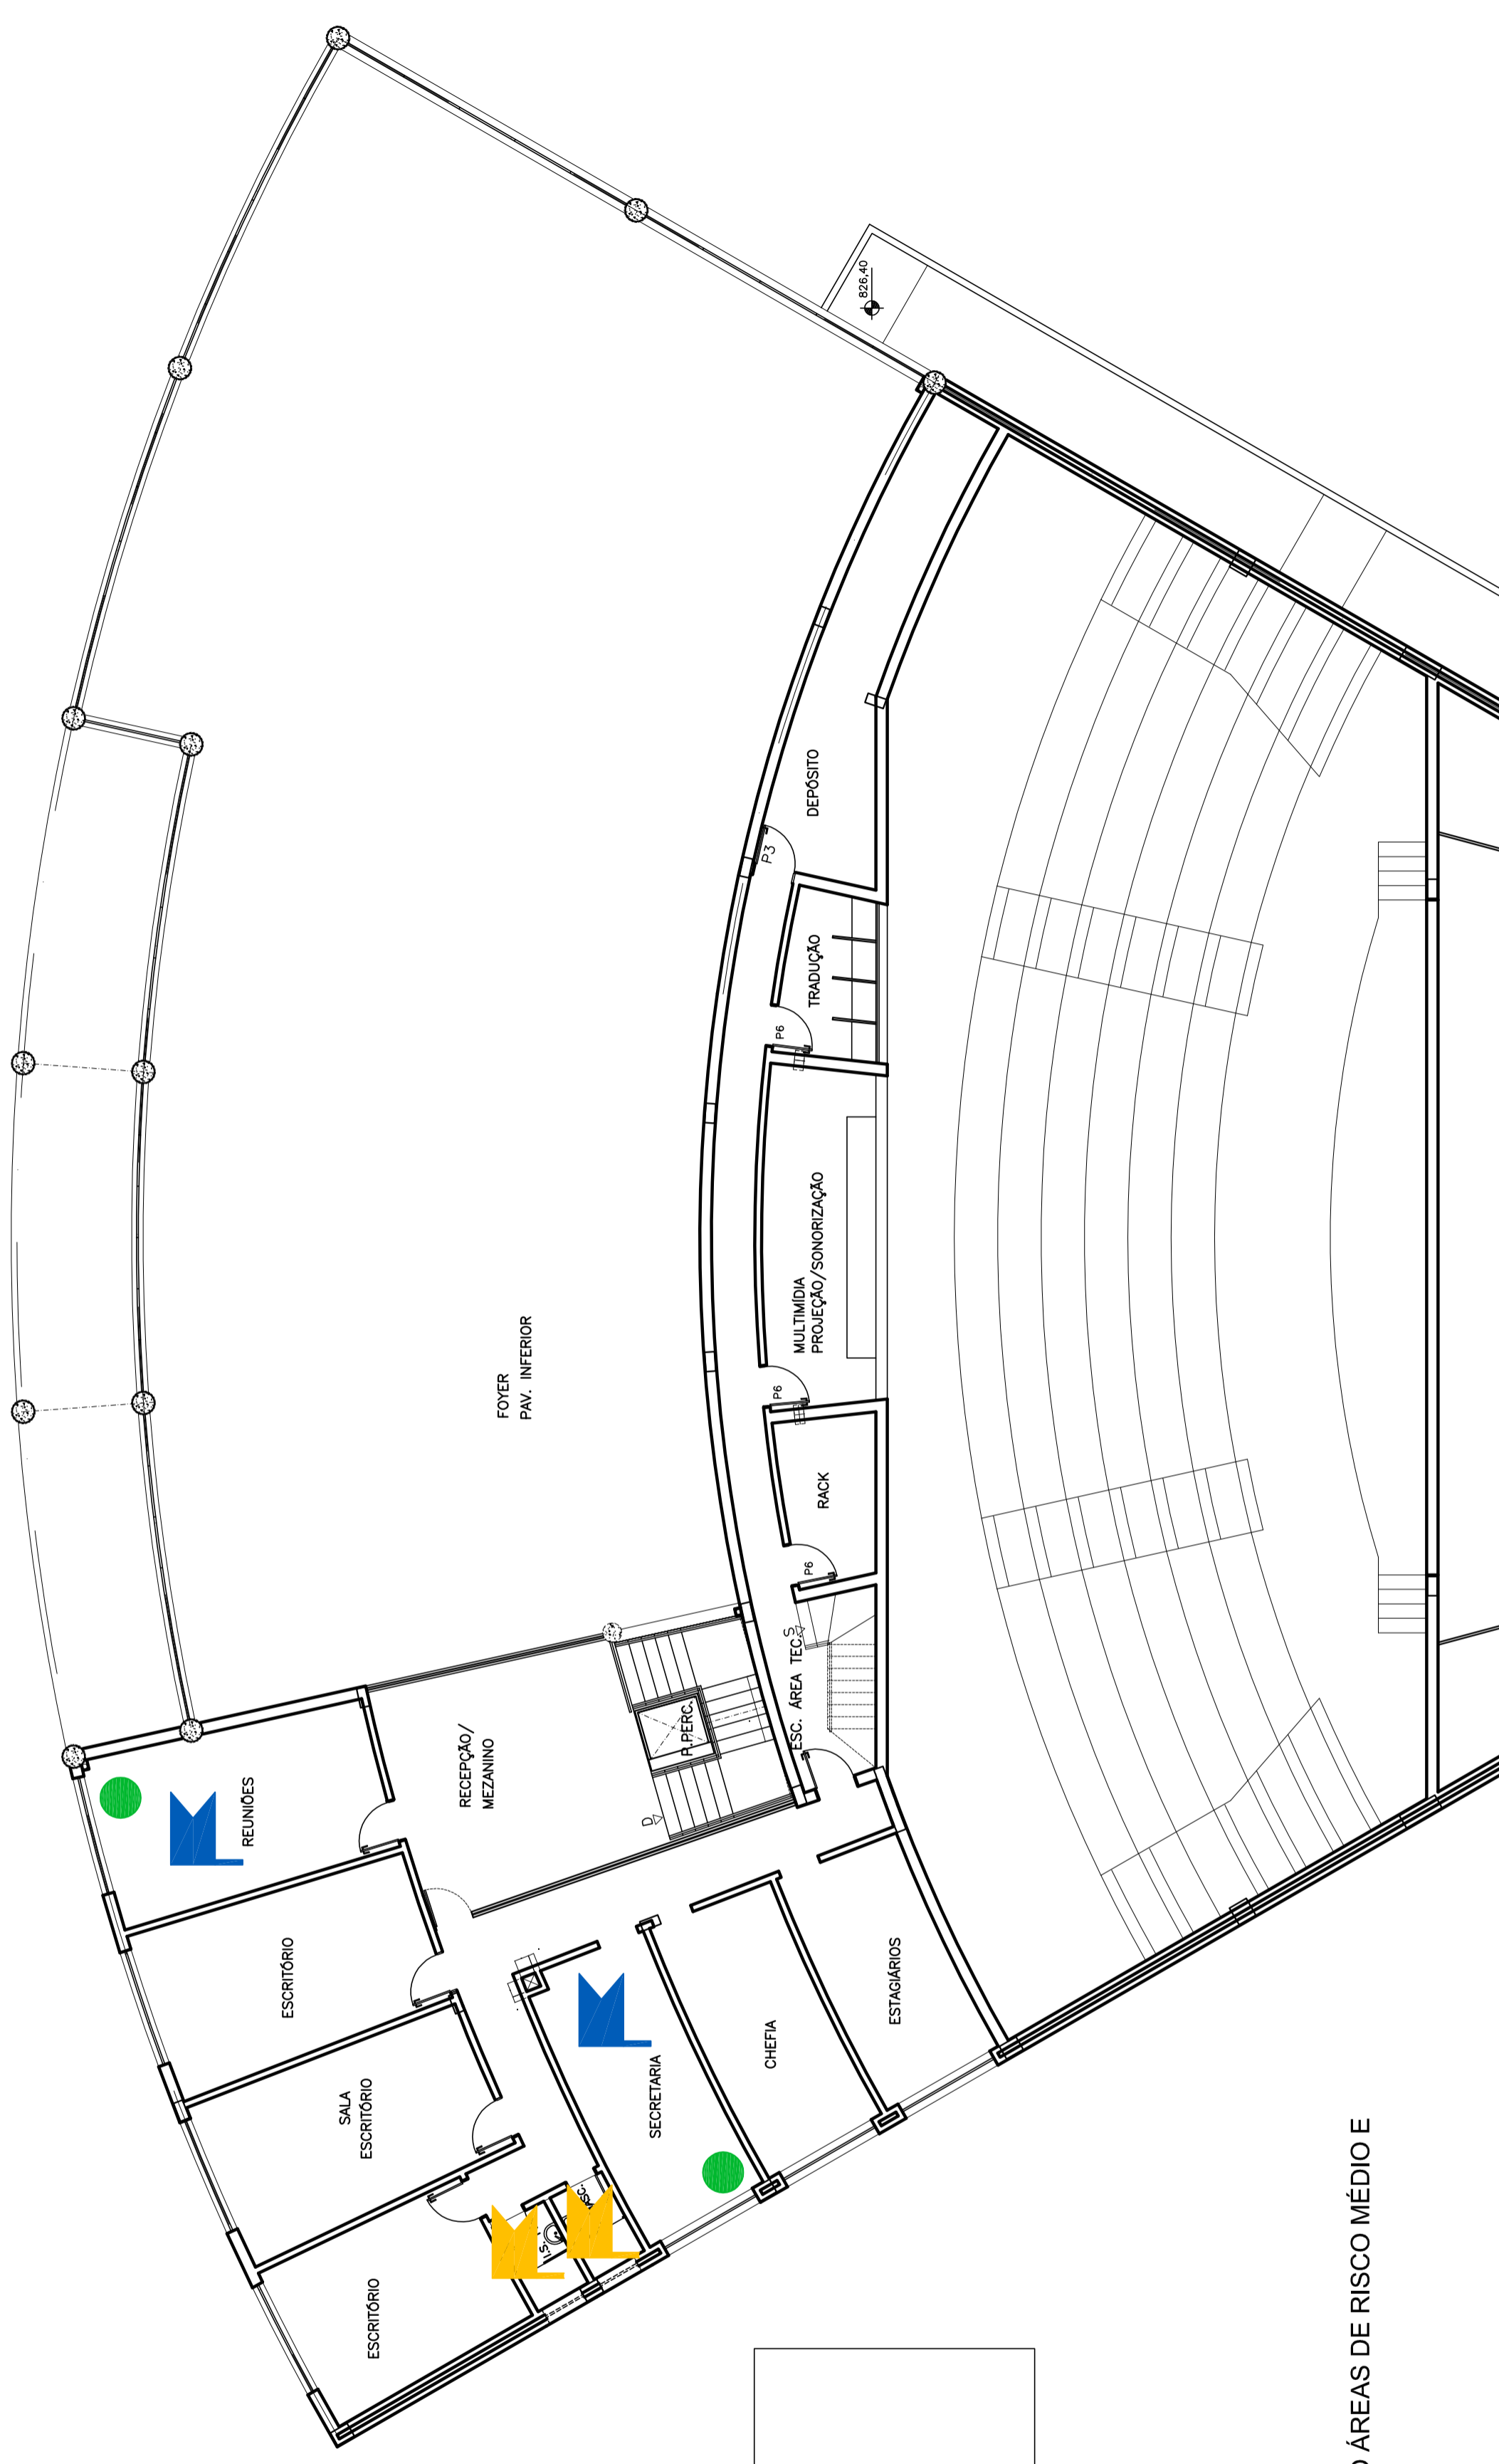 826,40
DEPÓSITO
P3
TRADUÇÃO
P6
MULTIMÍDIA
PROJEÇÃO/SONORIZAÇÃO
FOYER
PAV. INFERIOR
P6
RACK
P6
S
ESC. ÁREA TEC.
P.PERC.
D
RECEPÇÃO/
MEZANINO
REUNIÕES
ESCRITÓRIO
SALA
ESCRITÓRIO
ESCRITÓRIO
SECRETARIA
CHEFIA
ESTAGIÁRIOS
I.S.
ÁREAS DE RISCO MÉDIO E